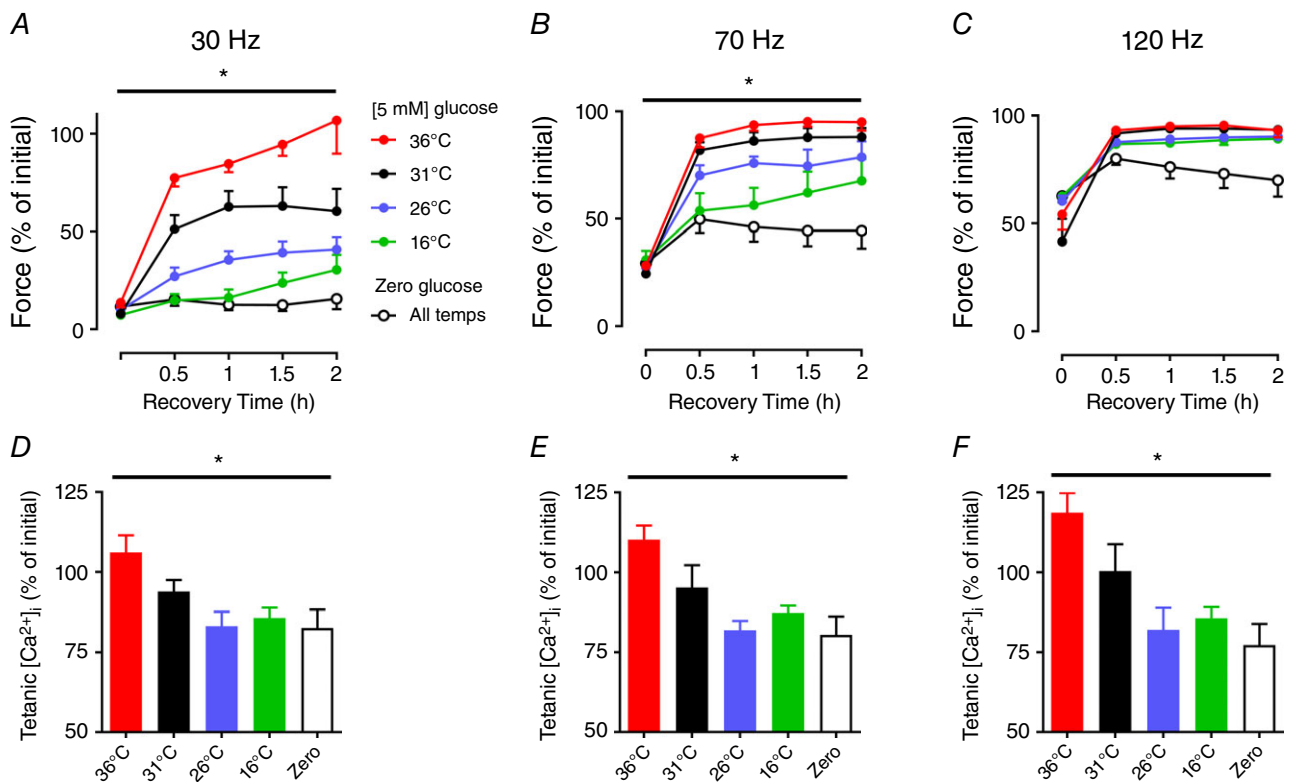 A
30 Hz
*
Force (% of initial)
100
50
0
0.5 1 1.5 2
Recovery Time (h)
[5 mM] glucose
36°C
31°C
26°C
16°C
Zero glucose
All temps
B
70 Hz
*
Force (% of initial)
100
50
0
0 0.5 1 1.5 2
Recovery Time (h)
C
120 Hz
Force (% of initial)
100
50
0
0 0.5 1 1.5 2
Recovery Time (h)
D
*
Tetanic [Ca²⁺]ᵢ (% of initial)
125
100
75
50
36°C 31°C 26°C 16°C Zero
E
*
Tetanic [Ca²⁺]ᵢ (% of initial)
125
100
75
50
36°C 31°C 26°C 16°C Zero
F
*
Tetanic [Ca²⁺]ᵢ (% of initial)
125
100
75
50
36°C 31°C 26°C 16°C Zero